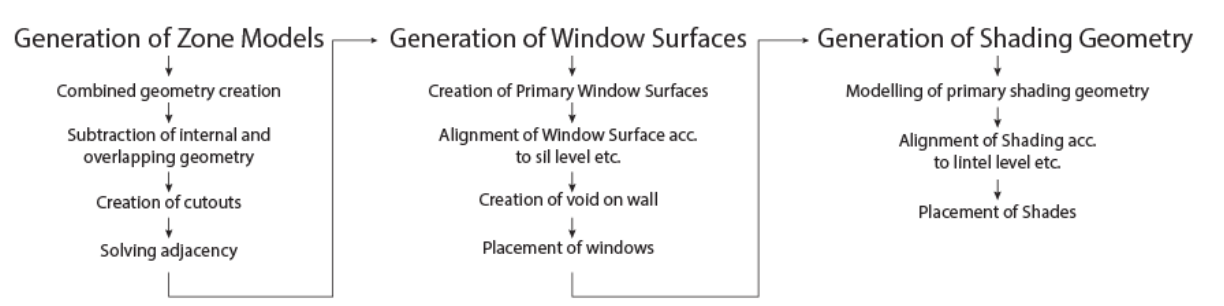 Generation of Zone Models
Combined geometry creation
Subtraction of internal and
overlapping geometry
Creation of cutouts
Solving adjacency
Generation of Window Surfaces
Creation of Primary Window Surfaces
Alignment of Window Surface acc.
to sil level etc.
Creation of void on wall
Placement of windows
Generation of Shading Geometry
Modelling of primary shading geometry
Alignment of Shading acc.
to lintel level etc.
Placement of Shades